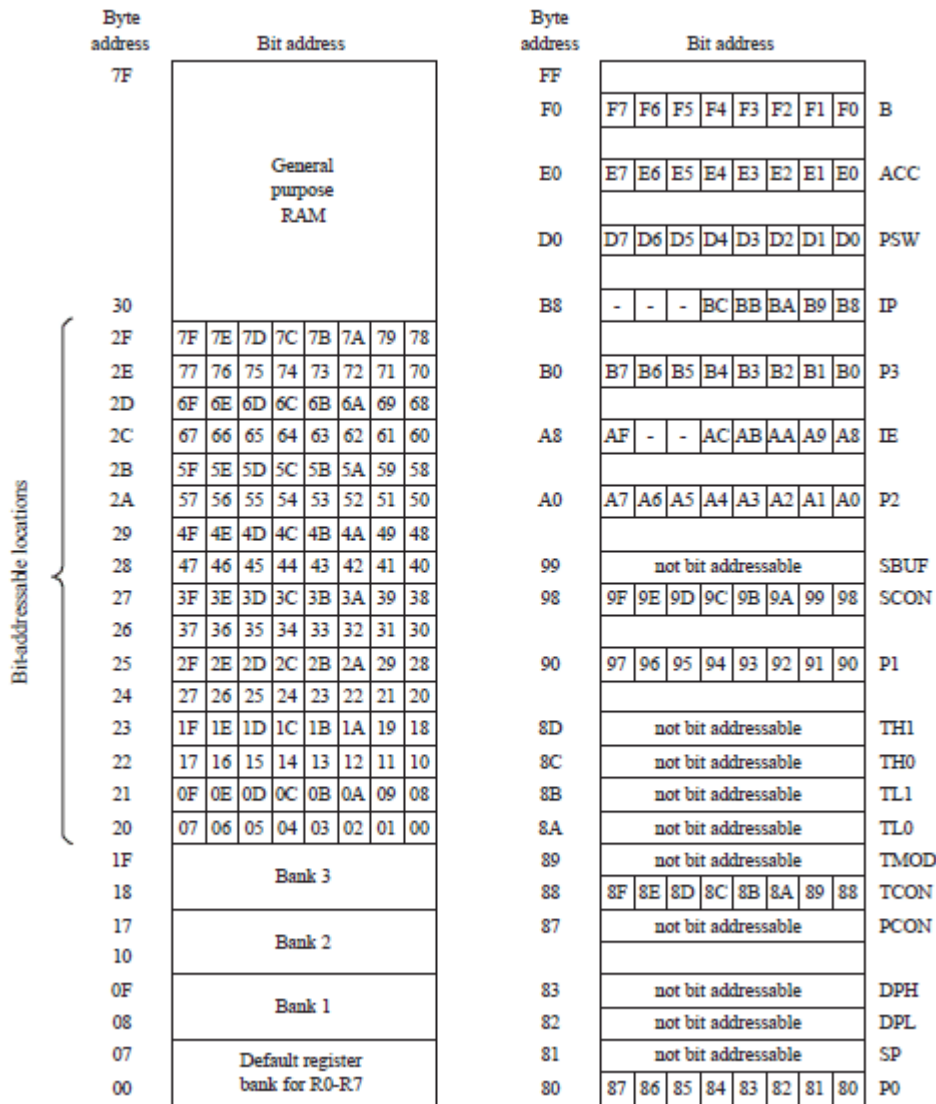 Byte address Bit address
7F
General
purpose
RAM
30
2F 7F 7E 7D 7C 7B 7A 79 78
2E 77 76 75 74 73 72 71 70
2D 6F 6E 6D 6C 6B 6A 69 68
2C 67 66 65 64 63 62 61 60
2B 5F 5E 5D 5C 5B 5A 59 58
2A 57 56 55 54 53 52 51 50
29 4F 4E 4D 4C 4B 4A 49 48
28 47 46 45 44 43 42 41 40
27 3F 3E 3D 3C 3B 3A 39 38
26 37 36 35 34 33 32 31 30
25 2F 2E 2D 2C 2B 2A 29 28
24 27 26 25 24 23 22 21 20
23 1F 1E 1D 1C 1B 1A 19 18
22 17 16 15 14 13 12 11 10
21 0F 0E 0D 0C 0B 0A 09 08
20 07 06 05 04 03 02 01 00
Bit-addressable locations
1F
Bank 3
18
17
Bank 2
10
0F
Bank 1
08
07
Default register
bank for R0-R7
00
Byte address Bit address
FF
F0 F7 F6 F5 F4 F3 F2 F1 F0 B
E0 E7 E6 E5 E4 E3 E2 E1 E0 ACC
D0 D7 D6 D5 D4 D3 D2 D1 D0 PSW
B8 - - - BC BB BA B9 B8 IP
B0 B7 B6 B5 B4 B3 B2 B1 B0 P3
A8 AF - - AC AB AA A9 A8 IE
A0 A7 A6 A5 A4 A3 A2 A1 A0 P2
99 not bit addressable SBUF
98 9F 9E 9D 9C 9B 9A 99 98 SCON
90 97 96 95 94 93 92 91 90 P1
8D not bit addressable TH1
8C not bit addressable TH0
8B not bit addressable TL1
8A not bit addressable TL0
89 not bit addressable TMOD
88 8F 8E 8D 8C 8B 8A 89 88 TCON
87 not bit addressable PCON
83 not bit addressable DPH
82 not bit addressable DPL
81 not bit addressable SP
80 87 86 85 84 83 82 81 80 P0